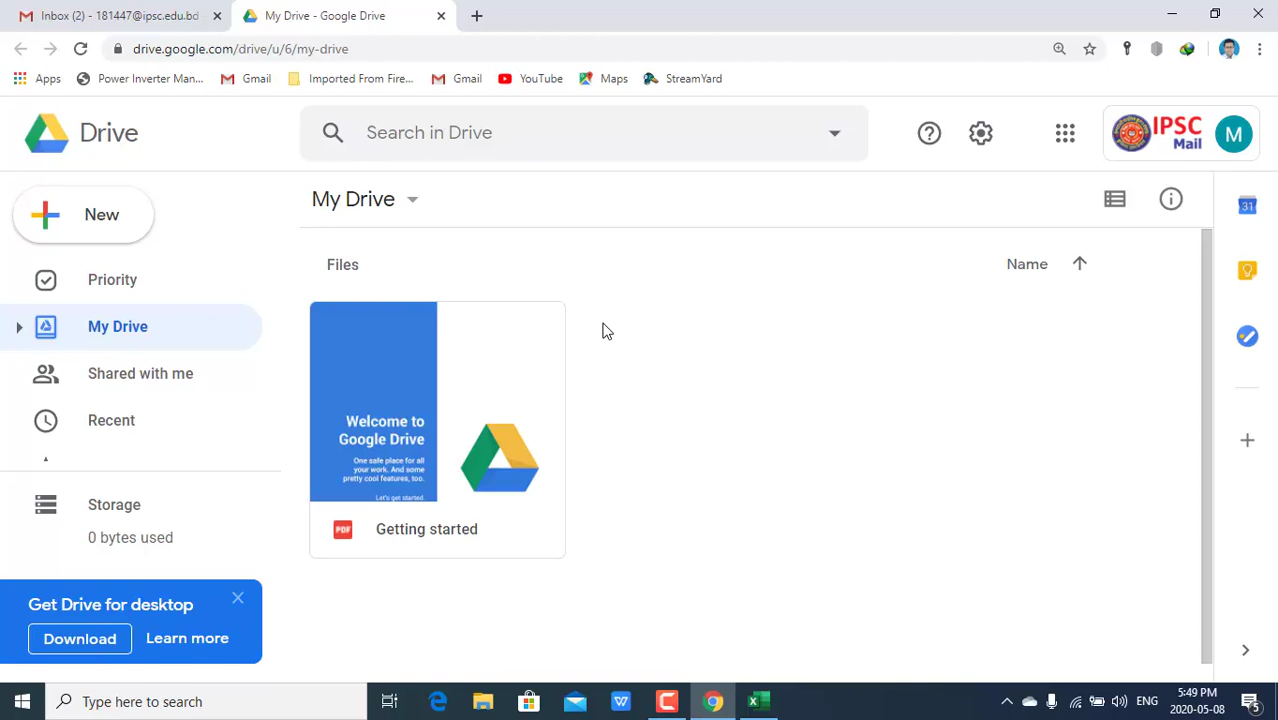 Inbox (2) - 181447@ipsc.edu.bd
My Drive - Google Drive
drive.google.com/drive/u/6/my-drive
Apps
Power Inverter Man...
Gmail
Imported From Fire...
Gmail
YouTube
Maps
StreamYard
Drive
Search in Drive
IPSC
Mail
M
New
My Drive
31
Priority
Files
Name
My Drive
Shared with me
Recent
Welcome to
Google Drive
One safe place for all
your work. And some
pretty cool features, too.
Let's get started.
Storage
0 bytes used
PDF
Getting started
Get Drive for desktop
Download
Learn more
Type here to search
ENG
5:49 PM
2020-05-08
5